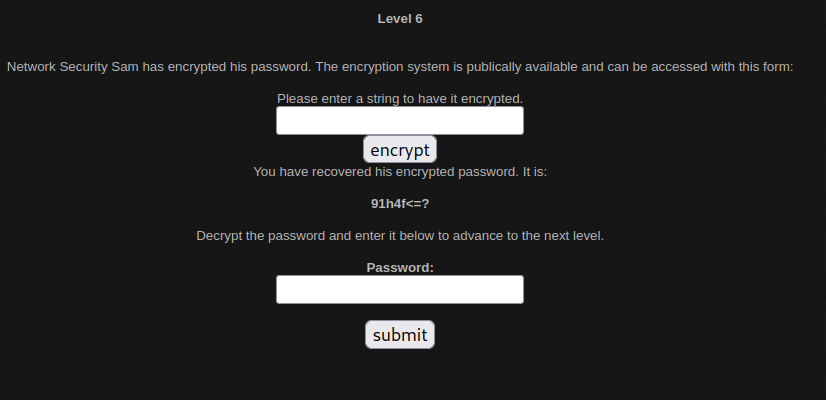 Level 6
Network Security Sam has encrypted his password. The encryption system is publically available and can be accessed with this form:
Please enter a string to have it encrypted.
encrypt
You have recovered his encrypted password. It is:
91h4f<=?
Decrypt the password and enter it below to advance to the next level.
Password:
submit